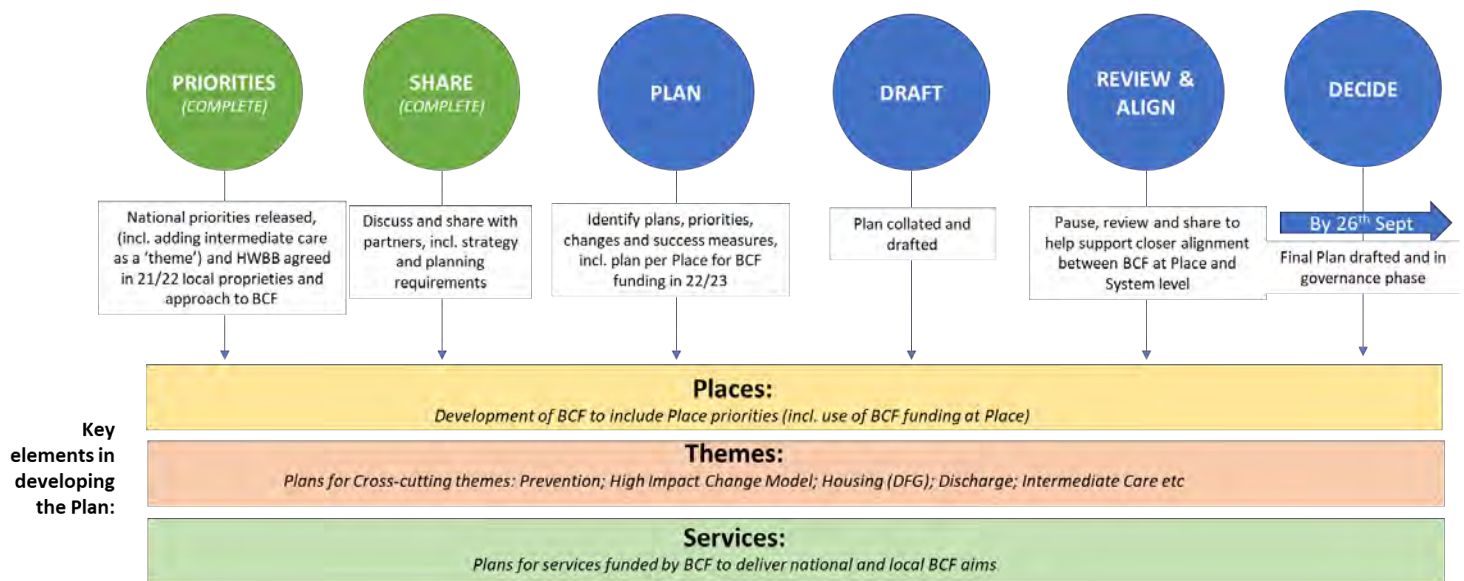 PRIORITIES
(COMPLETE)
SHARE
(COMPLETE)
PLAN
DRAFT
REVIEW &
ALIGN
DECIDE
National priorities released,
(incl. adding intermediate care
as a 'theme') and HWBB agreed
in 21/22 local proprieties and
approach to BCF
Discuss and share with
partners, incl. strategy
and planning
requirements
Identify plans, priorities,
changes and success measures,
incl. plan per Place for BCF
funding in 22/23
Plan collated and
drafted
Pause, review and share to
help support closer alignment
between BCF at Place and
System level
By 26th Sept
Final Plan drafted and in
governance phase
Key
elements in
developing
the Plan:
Places:
Development of BCF to include Place priorities (incl. use of BCF funding at Place)
Themes:
Plans for Cross-cutting themes: Prevention; High Impact Change Model; Housing (DFG); Discharge; Intermediate Care etc
Services:
Plans for services funded by BCF to deliver national and local BCF aims